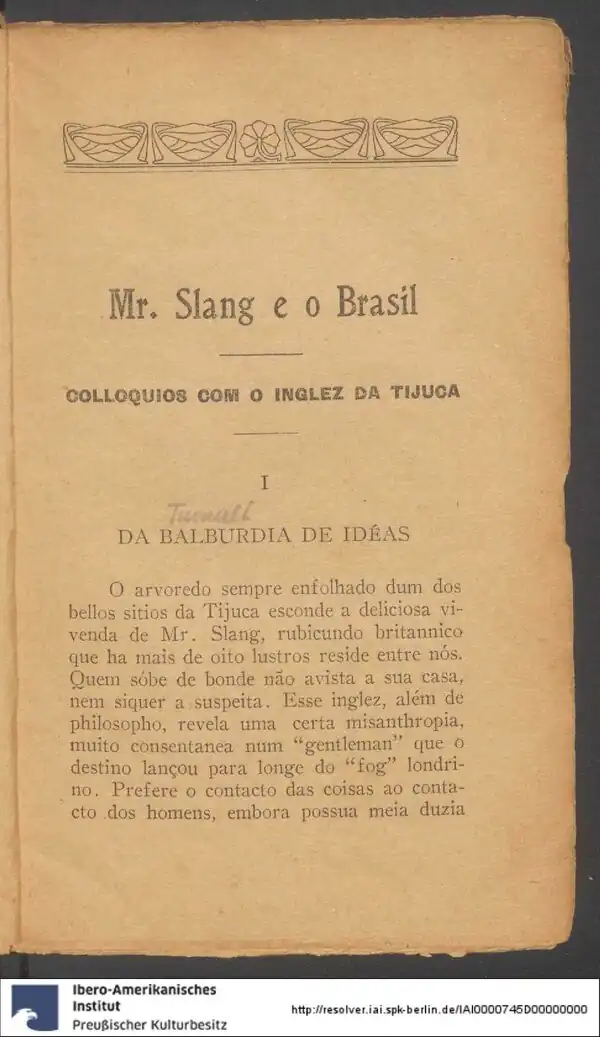 Mr. Slang e o Brasil
COLLOQUIOS COM O INGLEZ DA TIJUCA
I
Tumult
DA BALBURDIA DE IDÉAS
O arvoredo sempre enfolhado dum dos
bellos sitios da Tijuca esconde a deliciosa vi-
venda de Mr. Slang, rubicundo britannico
que ha mais de oito lustros reside entre nós.
Quem sóbe de bonde não avista a sua casa,
nem siquer a suspeita. Esse inglez, além de
philosopho, revela uma certa misanthropia,
muito consentanea num “gentleman” que o
destino lançou para longe do “fog” londri-
no. Prefere o contacto das coisas ao conta-
cto dos homens, embora possua meia duzia
Ibero-Amerikanisches
Institut
Preußischer Kulturbesitz
http://resolver.iai.spk-berlin.de/IAI0000745D00000000